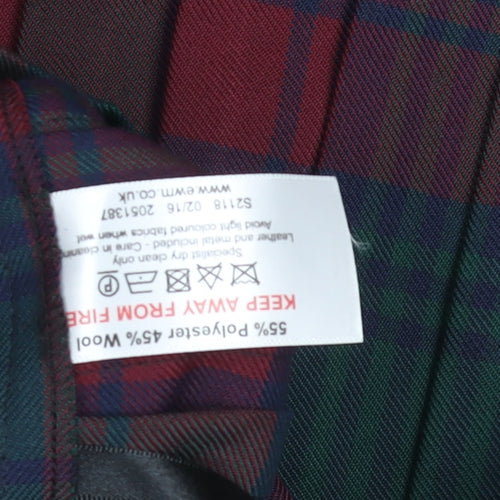 55% Polyester 45% Wool
KEEP AWAY FROM FIRE
P
Specialist dry clean only
Leather and metal included - Care in cleaning
Avoid light coloured fabrics when wet
S2118 02/16 2051387
www.ewm.co.uk